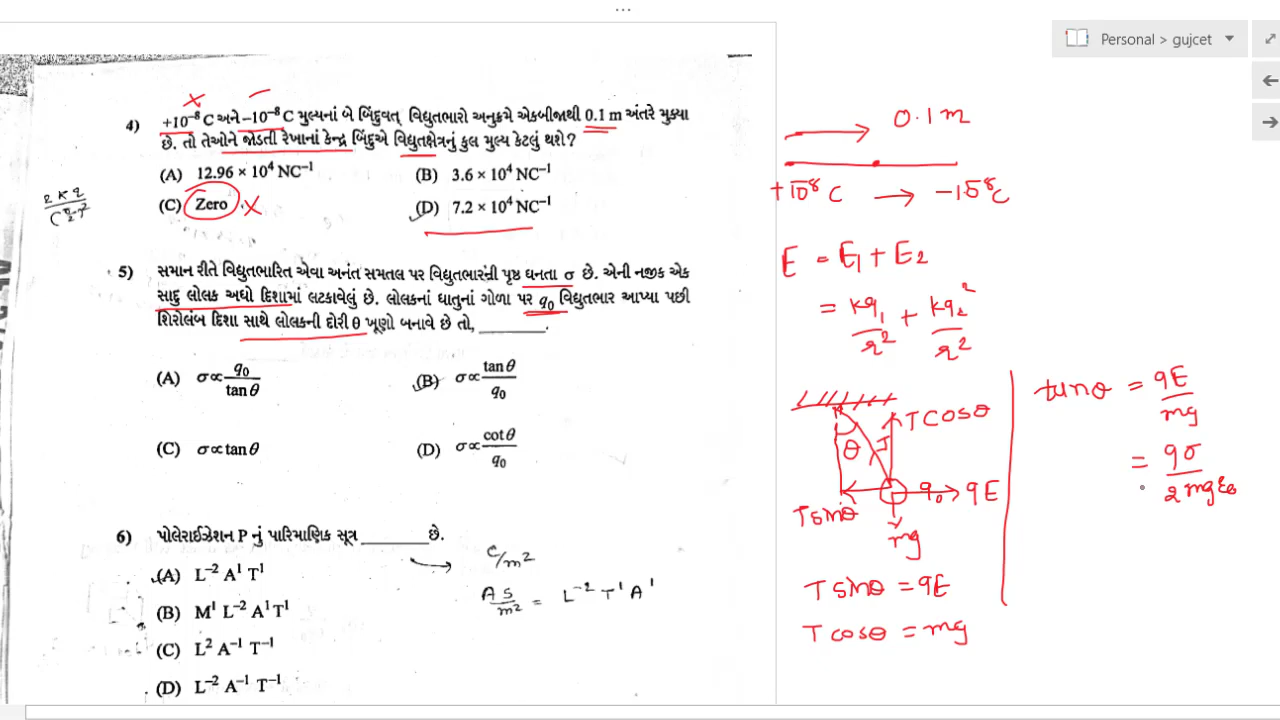 ...
Personal > gujcet
4) +10⁻⁸ C અને −10⁻⁸ C મુલ્યનાં બે બિંદુવત્ વિદ્યુતભારો અનુક્રમે એકબીજાથી 0.1 m અંતરે મુક્યા
છે. તો તેઓને જોડતી રેખાનાં કેન્દ્ર બિંદુએ વિદ્યુતક્ષેત્રનું કુલ મુલ્ય કેટલું થશે?
(A) 12.96 × 10⁴ NC⁻¹
(B) 3.6 × 10⁴ NC⁻¹
(C) Zero
(D) 7.2 × 10⁴ NC⁻¹
5) સમાન રીતે વિદ્યુતભારિત એવા અનંત સમતલ પર વિદ્યુતભારની પૃષ્ઠ ઘનતા σ છે. એની નજીક એક
સાદુ લોલક અધો દિશામાં લટકાવેલું છે. લોલકનાં ધાતુનાં ગોળા પર q₀ વિદ્યુતભાર આપ્યા પછી
શિરોલંબ દિશા સાથે લોલકની દોરી θ ખૂણો બનાવે છે તો, ________.
(A) σ∝ q₀/tanθ
(B) σ∝ tanθ/q₀
(C) σ∝tanθ
(D) σ∝ cotθ/q₀
6) પોલેરાઈઝેશન P નું પારિમાણિક સૂત્ર ________ છે.
(A) L⁻² A¹ T¹
(B) M¹ L⁻² A¹T¹
(C) L² A⁻¹ T⁻¹
(D) L⁻² A⁻¹ T⁻¹
C/m²
A s/m² = L⁻² T¹ A¹
0.1m
+10⁻⁸ C → −10⁻⁸C
E = E₁ + E₂
= kq₁/r² + kq₂/r²
Tcosθ
θ
T
q₀
qE
Tsinθ
mg
Tsinθ = qE
Tcosθ = mg
tanθ = qE/mg
= qσ/2mgε₀